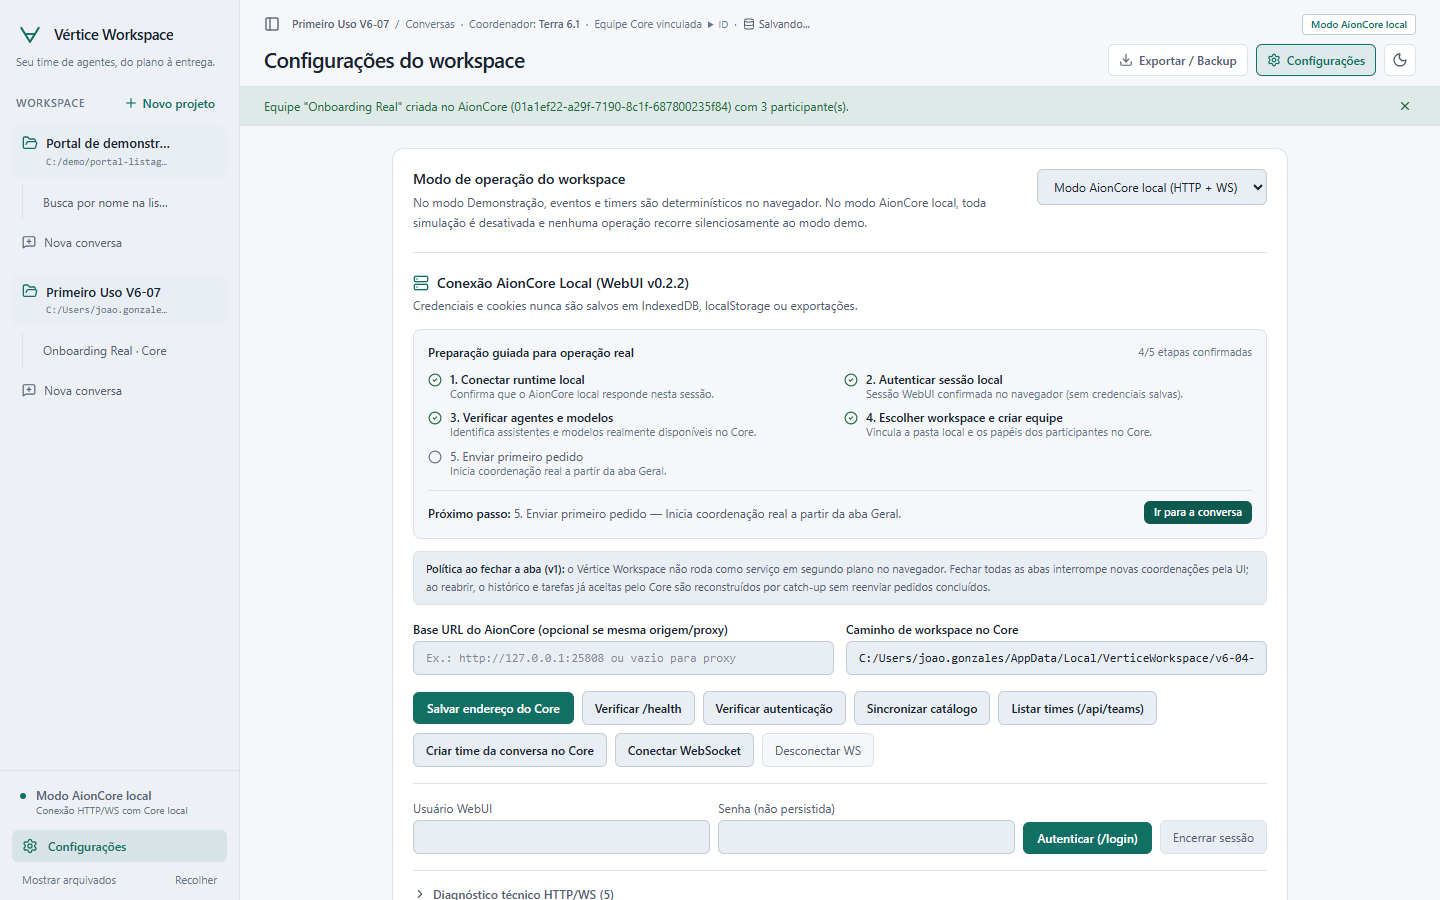 Vértice Workspace
Seu time de agentes, do plano à entrega.
WORKSPACE
Novo projeto
Portal de demonstr...
C:/demo/portal-listag…
Busca por nome na lis...
Nova conversa
Primeiro Uso V6-07
C:/Users/joao.gonzale…
Onboarding Real · Core
Nova conversa
Modo AionCore local
Conexão HTTP/WS com Core local
Configurações
Mostrar arquivados
Recolher
Primeiro Uso V6-07 / Conversas · Coordenador: Terra 6.1 · Equipe Core vinculada ▸ ID · Salvando...
Modo AionCore local
Configurações do workspace
Exportar / Backup
Configurações
Equipe "Onboarding Real" criada no AionCore (01a1ef22-a29f-7190-8c1f-687800235f84) com 3 participante(s).
Modo de operação do workspace
No modo Demonstração, eventos e timers são determinísticos no navegador. No modo AionCore local, toda
simulação é desativada e nenhuma operação recorre silenciosamente ao modo demo.
Modo AionCore local (HTTP + WS)
Conexão AionCore Local (WebUI v0.2.2)
Credenciais e cookies nunca são salvos em IndexedDB, localStorage ou exportações.
Preparação guiada para operação real
4/5 etapas confirmadas
1. Conectar runtime local
Confirma que o AionCore local responde nesta sessão.
2. Autenticar sessão local
Sessão WebUI confirmada no navegador (sem credenciais salvas).
3. Verificar agentes e modelos
Identifica assistentes e modelos realmente disponíveis no Core.
4. Escolher workspace e criar equipe
Vincula a pasta local e os papéis dos participantes no Core.
5. Enviar primeiro pedido
Inicia coordenação real a partir da aba Geral.
Próximo passo: 5. Enviar primeiro pedido — Inicia coordenação real a partir da aba Geral.
Ir para a conversa
Política ao fechar a aba (v1): o Vértice Workspace não roda como serviço em segundo plano no navegador. Fechar todas as abas interrompe novas coordenações pela UI;
ao reabrir, o histórico e tarefas já aceitas pelo Core são reconstruídos por catch-up sem reenviar pedidos concluídos.
Base URL do AionCore (opcional se mesma origem/proxy)
Ex.: http://127.0.0.1:25808 ou vazio para proxy
Caminho de workspace no Core
C:/Users/joao.gonzales/AppData/Local/VerticeWorkspace/v6-04-
Salvar endereço do Core
Verificar /health
Verificar autenticação
Sincronizar catálogo
Listar times (/api/teams)
Criar time da conversa no Core
Conectar WebSocket
Desconectar WS
Usuário WebUI
Senha (não persistida)
Autenticar (/login)
Encerrar sessão
Diagnóstico técnico HTTP/WS (5)